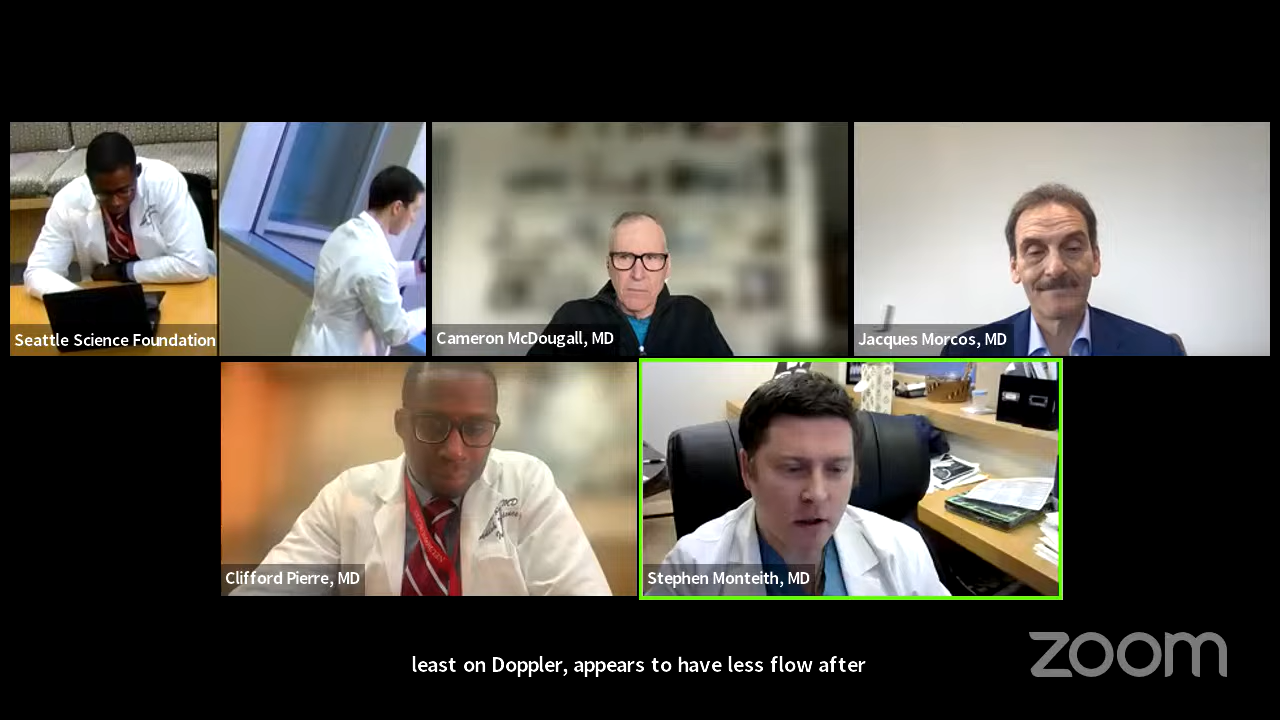 Seattle Science Foundation
Cameron McDougall, MD
Jacques Morcos, MD
Clifford Pierre, MD
Stephen Monteith, MD
least on Doppler, appears to have less flow after
zoom